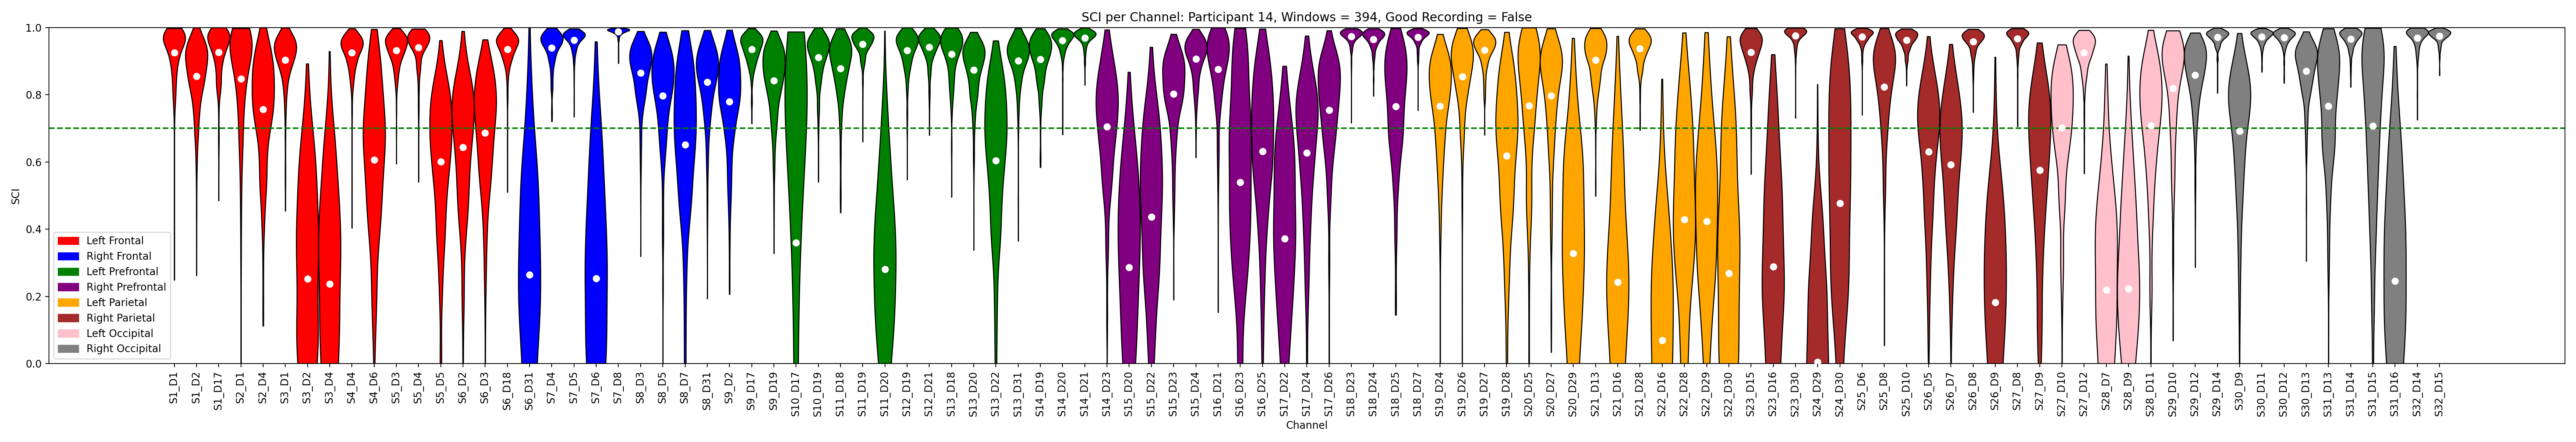 SCI per Channel: Participant 14, Windows = 394, Good Recording = False
SCI
1.0
0.8
0.6
0.4
0.2
0.0
Left Frontal
Right Frontal
Left Prefrontal
Right Prefrontal
Left Parietal
Right Parietal
Left Occipital
Right Occipital
S1_D1
S1_D2
S1_D17
S2_D1
S2_D4
S3_D1
S3_D2
S3_D4
S4_D4
S4_D6
S5_D3
S5_D4
S5_D5
S6_D2
S6_D3
S6_D18
S6_D31
S7_D4
S7_D5
S7_D6
S7_D8
S8_D3
S8_D5
S8_D7
S8_D31
S9_D2
S9_D17
S9_D19
S10_D17
S10_D19
S11_D18
S11_D19
S11_D20
S12_D19
S12_D21
S13_D18
S13_D20
S13_D22
S13_D31
S14_D19
S14_D20
S14_D21
S14_D23
S15_D20
S15_D22
S15_D23
S16_D24
S16_D21
S16_D23
S16_D25
S17_D22
S17_D24
S17_D26
S18_D23
S18_D24
S18_D25
S18_D27
S19_D24
S19_D26
S19_D27
S19_D28
S20_D25
S20_D27
S20_D29
S21_D13
S21_D16
S21_D28
S22_D16
S22_D28
S22_D29
S22_D30
S23_D15
S23_D16
S23_D30
S24_D29
S24_D30
S25_D6
S25_D8
S25_D10
S26_D5
S26_D7
S26_D8
S26_D9
S27_D8
S27_D9
S27_D10
S27_D12
S28_D7
S28_D9
S28_D11
S29_D10
S29_D12
S29_D14
S30_D9
S30_D11
S30_D12
S30_D13
S31_D13
S31_D14
S31_D15
S31_D16
S32_D14
S32_D15
Channel